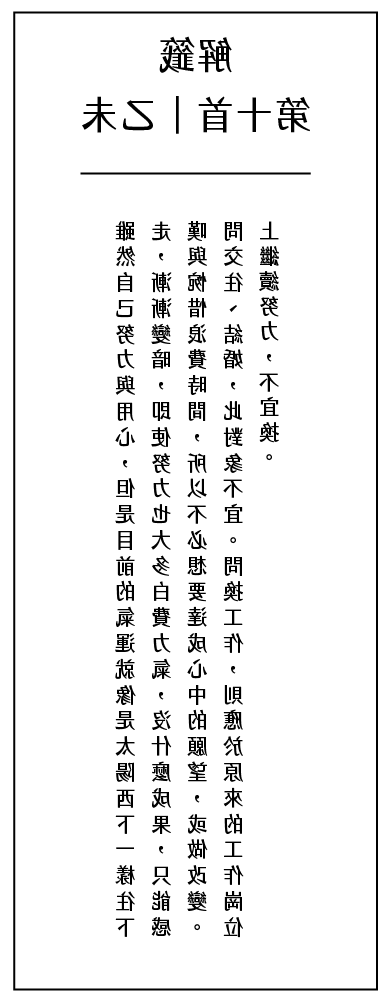 解籤
第十首｜乙未
雖然自己努力與用心，但是目前的氣運就像是太陽西下一樣往下
走，漸漸變暗，即使努力也大多白費力氣，沒什麼成果，只能感
嘆與惋惜浪費時間，所以不必想要達成心中的願望，或做改變。
問交往、結婚，此對象不宜。問換工作，則應於原來的工作崗位
上繼續努力，不宜換。